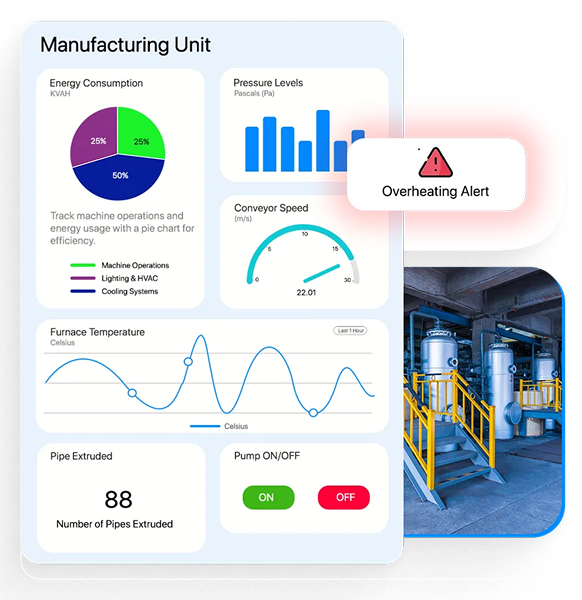 Manufacturing Unit
Energy Consumption
KVAH
25%
25%
50%
Track machine operations and
energy usage with a pie chart for
efficiency.
Machine Operations
Lighting & HVAC
Cooling Systems
Pressure Levels
Pascals (Pa)
Overheating Alert
Conveyor Speed
(m/s)
0
5
10
15
30
22.01
Furnace Temperature
Celsius
Last 1 Hour
Celsius
Pipe Extruded
88
Number of Pipes Extruded
Pump ON/OFF
ON
OFF